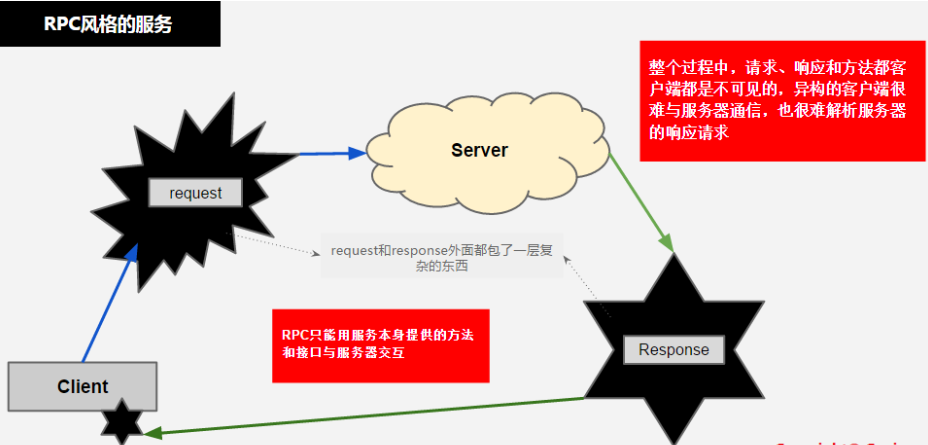 RPC风格的服务
整个过程中，请求、响应和方法都客
户端都是不可见的，异构的客户端很
难与服务器通信，也很难解析服务器
的响应请求
Server
request
request和response外面都包了一层复
杂的东西
RPC只能用服务本身提供的方法
和接口与服务器交互
Response
Client